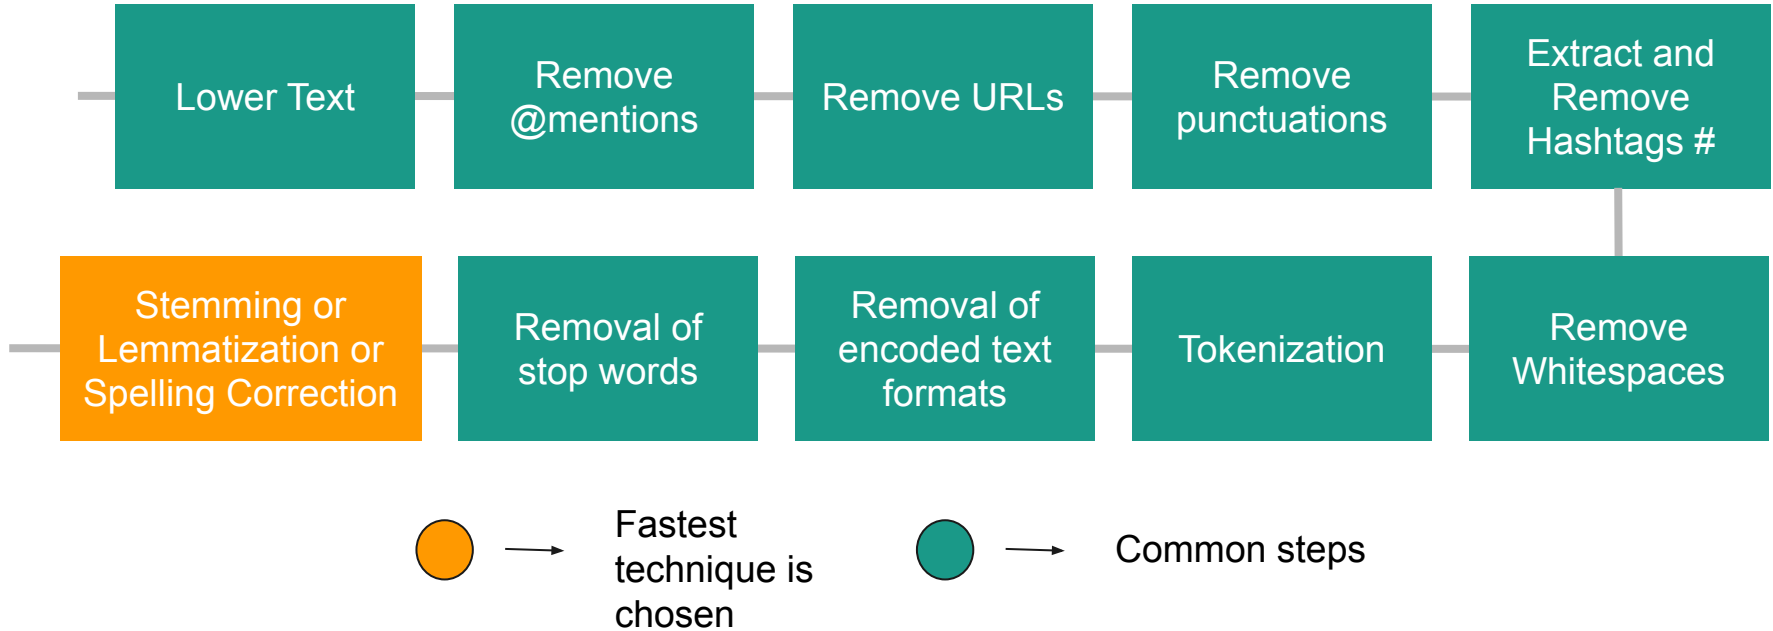 Lower Text
Remove
@mentions
Remove URLs
Remove
punctuations
Extract and
Remove
Hashtags #
Stemming or
Lemmatization or
Spelling Correction
Removal of
stop words
Removal of
encoded text
formats
Tokenization
Remove
Whitespaces
Fastest
technique is
chosen
Common steps